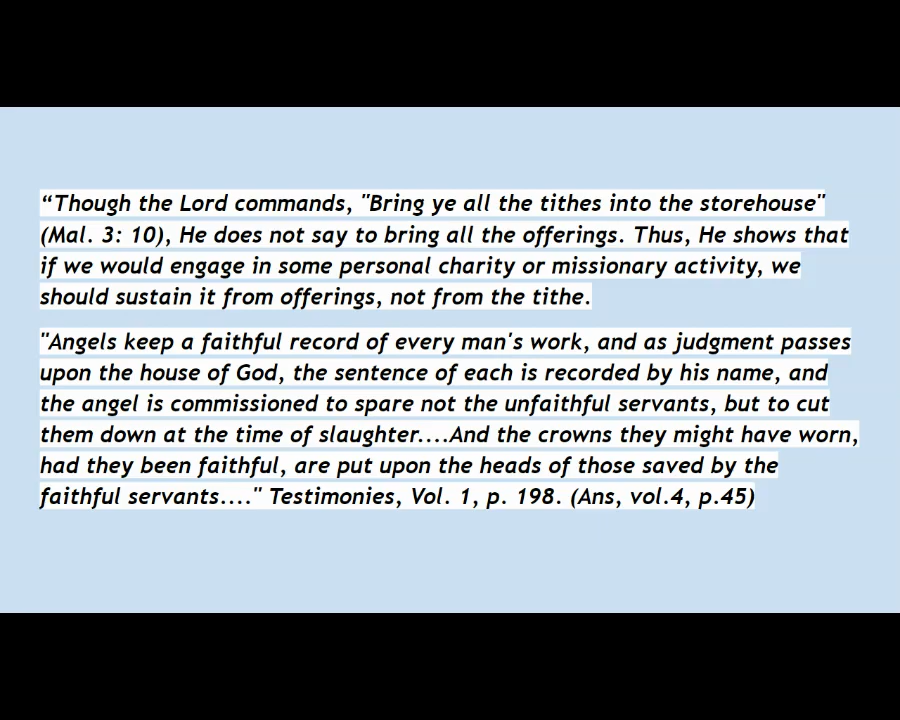 “Though the Lord commands, "Bring ye all the tithes into the storehouse"
(Mal. 3: 10), He does not say to bring all the offerings. Thus, He shows that
if we would engage in some personal charity or missionary activity, we
should sustain it from offerings, not from the tithe.
"Angels keep a faithful record of every man's work, and as judgment passes
upon the house of God, the sentence of each is recorded by his name, and
the angel is commissioned to spare not the unfaithful servants, but to cut
them down at the time of slaughter....And the crowns they might have worn,
had they been faithful, are put upon the heads of those saved by the
faithful servants...." Testimonies, Vol. 1, p. 198. (Ans, vol.4, p.45)